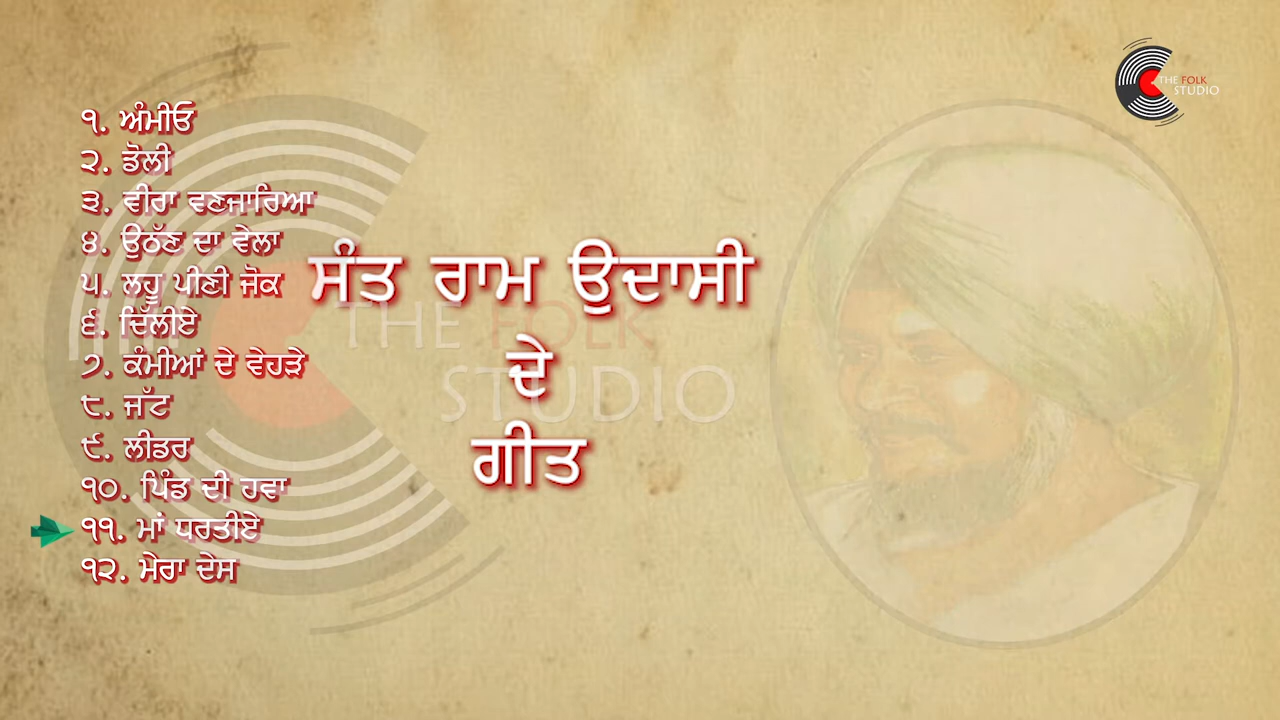 THE FOLK
STUDIO
੧. ਅੰਮੀਓ
੨. ਡੋਲੀ
੩. ਵੀਰਾ ਵਣਜਾਰਿਆ
੪. ਉਠੱਣ ਦਾ ਵੇਲਾ
੫. ਲਹੂ ਪੀਣੀ ਜੋਕ
੬. ਦਿੱਲੀਏ
੭. ਕੰਮੀਆਂ ਦੇ ਵੇਹੜੇ
੮. ਜੱਟ
੯. ਲੀਡਰ
੧੦. ਪਿੰਡ ਦੀ ਹਵਾ
੧੧. ਮਾਂ ਧਰਤੀਏ
੧੨. ਮੇਰਾ ਦੇਸ
ਸੰਤ ਰਾਮ ਉਦਾਸੀ
ਦੇ
ਗੀਤ
THE FOLK
STUDIO